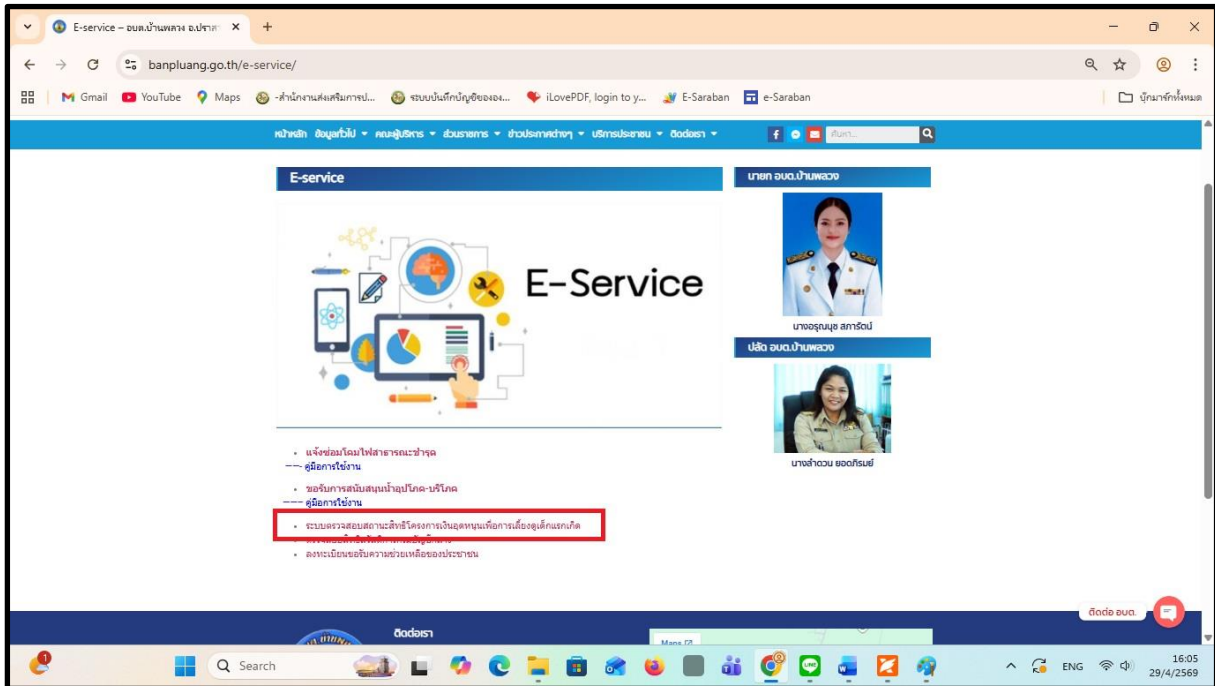 E-service – อบต.บ้านพลวง อ.ปราสา
banpluang.go.th/e-service/
Gmail YouTube Maps -สำนักงานส่งเสริมการป... ระบบบันทึกบัญชีขององ... iLovePDF, login to y... E-Saraban e-Saraban บุ๊กมาร์กทั้งหมด
หน้าหลัก ข้อมูลทั่วไป คณะผู้บริหาร ส่วนราชการ ข่าวประกาศต่างๆ บริการประชาชน ติดต่อเรา ค้นหา...
E-service
นายก อบต.บ้านพลวง
E-Service
นางอรุณนุช สการัตน์
ปลัด อบต.บ้านพลวง
นางลำดวน ยอดภิรมย์
แจ้งซ่อมโคมไฟสาธารณะชำรุด
---- คู่มือการใช้งาน
ขอรับการสนับสนุนน้ำอุปโภค-บริโภค
---- คู่มือการใช้งาน
ระบบตรวจสอบสถานะสิทธิโครงการเงินอุดหนุนเพื่อการเลี้ยงดูเด็กแรกเกิด
ลงทะเบียนขอรับความช่วยเหลือของประชาชน
ติดต่อ อบต.
ติดต่อเรา
Maps
1
Search
ENG
16:05
29/4/2569